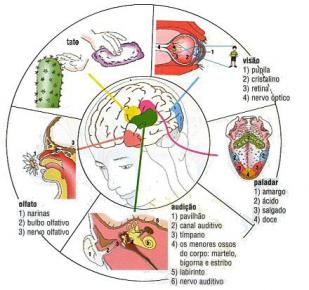 tato
visão
1) pupila
2) cristalino
3) retina
4) nervo óptico
paladar
1) amargo
2) ácido
3) salgado
4) doce
olfato
1) narinas
2) bulbo olfativo
3) nervo olfativo
audição
1) pavilhão
2) canal auditivo
3) tímpano
4) os menores ossos
do corpo: martelo,
bigorna e estribo
5) labirinto
6) nervo auditivo